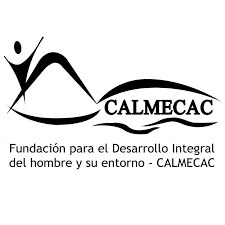 CALMECAC
Fundación para el Desarrollo Integral
del hombre y su entorno - CALMECAC